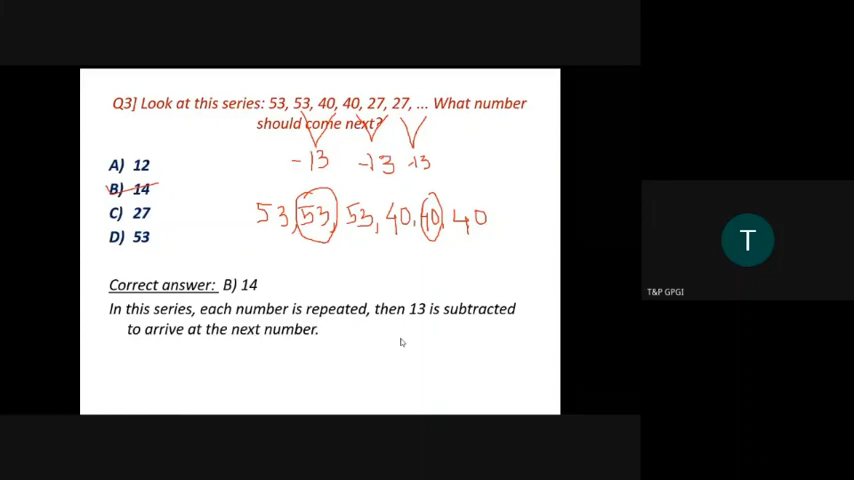 Q3] Look at this series: 53, 53, 40, 40, 27, 27, ... What number
should come next?
-13 -13 -13
A) 12
B) 14
53, 53, 53, 40, 40, 40
C) 27
D) 53
T
T&P GPGI
Correct answer: B) 14
In this series, each number is repeated, then 13 is subtracted
to arrive at the next number.